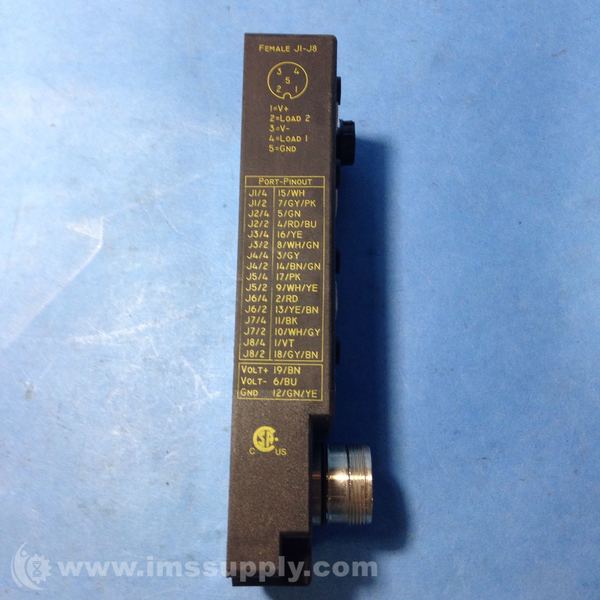 FEMALE J1-J8
3 4
5
2 1
1=V+
2=LOAD 2
3=V-
4=LOAD 1
5=GND
PORT-PINOUT
J1/4 15/WH
J1/2 7/GY/PK
J2/4 5/GN
J2/2 4/RD/BU
J3/4 16/YE
J3/2 8/WH/GN
J4/4 3/GY
J4/2 14/BN/GN
J5/4 17/PK
J5/2 9/WH/YE
J6/4 2/RD
J6/2 13/YE/BN
J7/4 11/BK
J7/2 10/WH/GY
J8/4 1/VT
J8/2 18/GY/BN
VOLT+ 19/BN
VOLT- 6/BU
GND 12/GN/YE
C US
www.imssupply.com